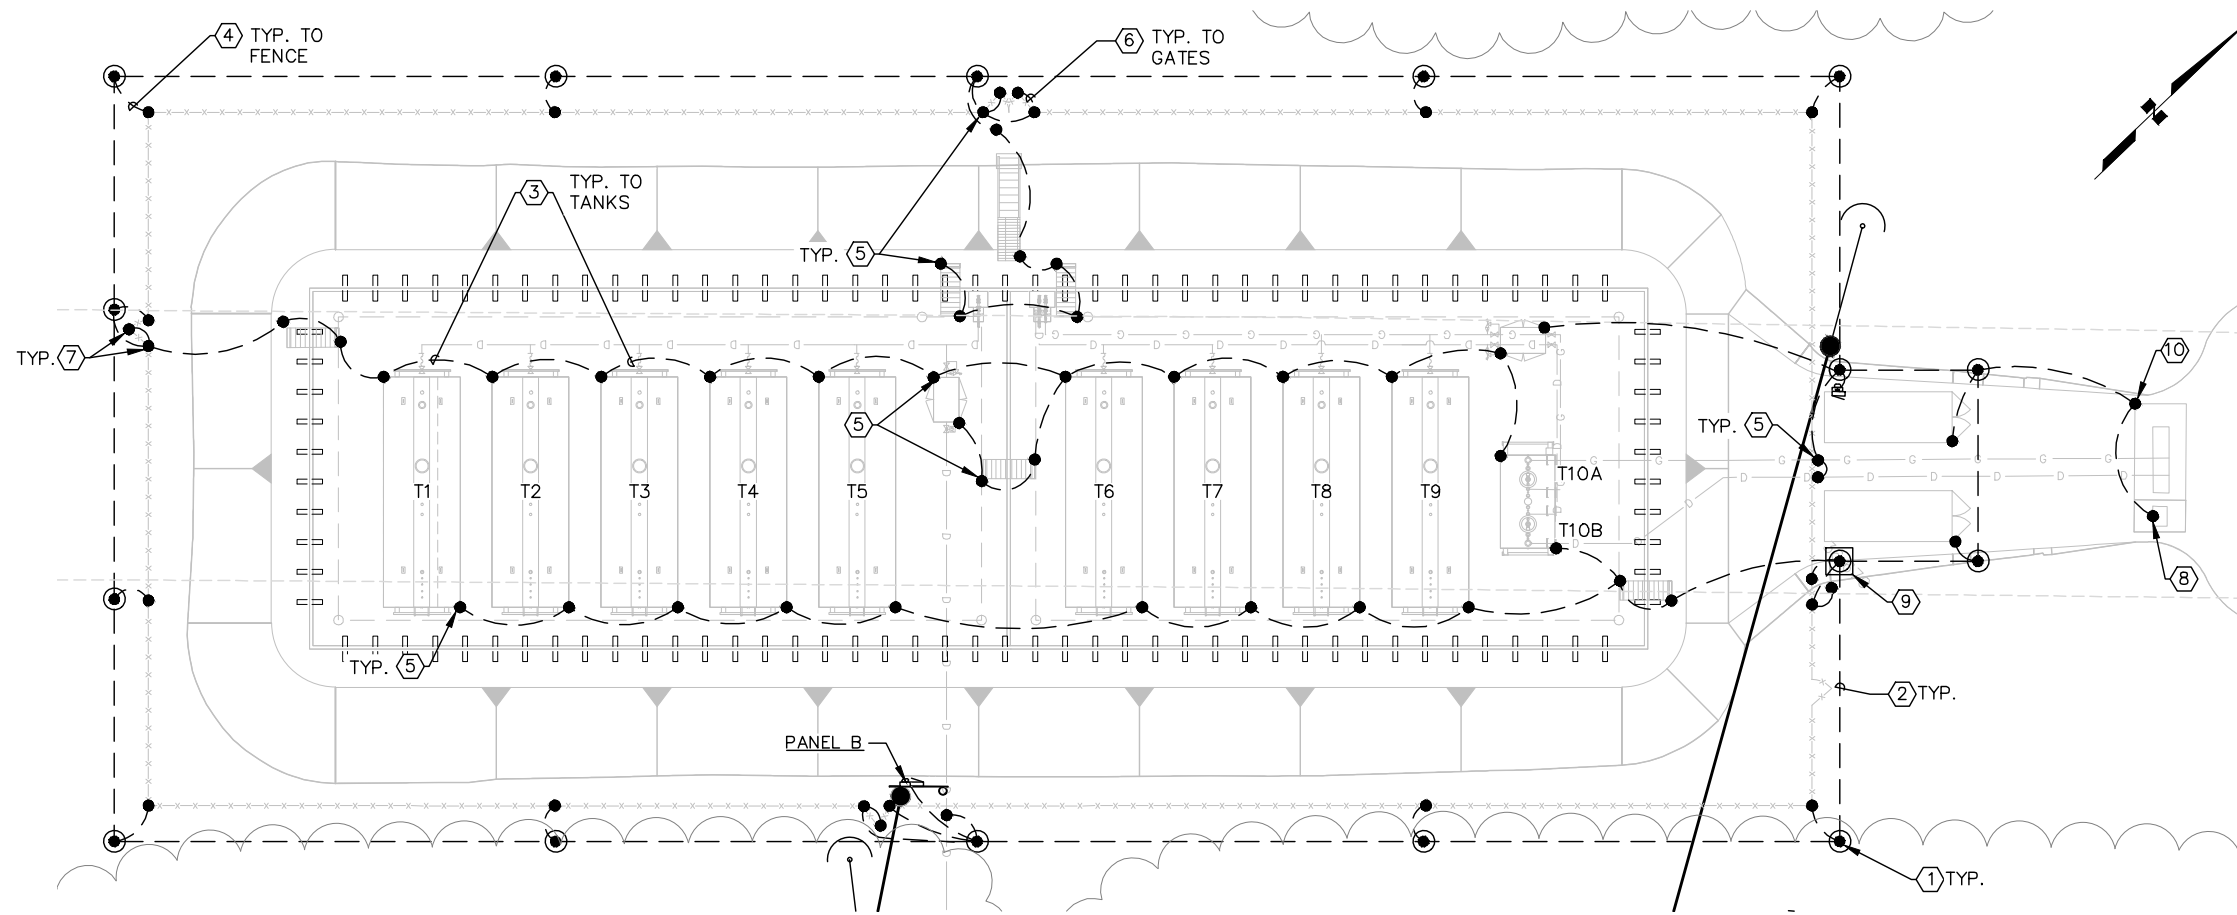 4 TYP. TO
FENCE
6 TYP. TO
GATES
N
3 TYP. TO
TANKS
TYP. 5
TYP. 7
10
5
TYP. 5
T10A
T1 T2 T3 T4 T5 T6 T7 T8 T9
T10B
8
9
TYP. 5
2 TYP.
PANEL B
1 TYP.
G G G G G G G
D D D D D D
G G G G G G
D D D D D D